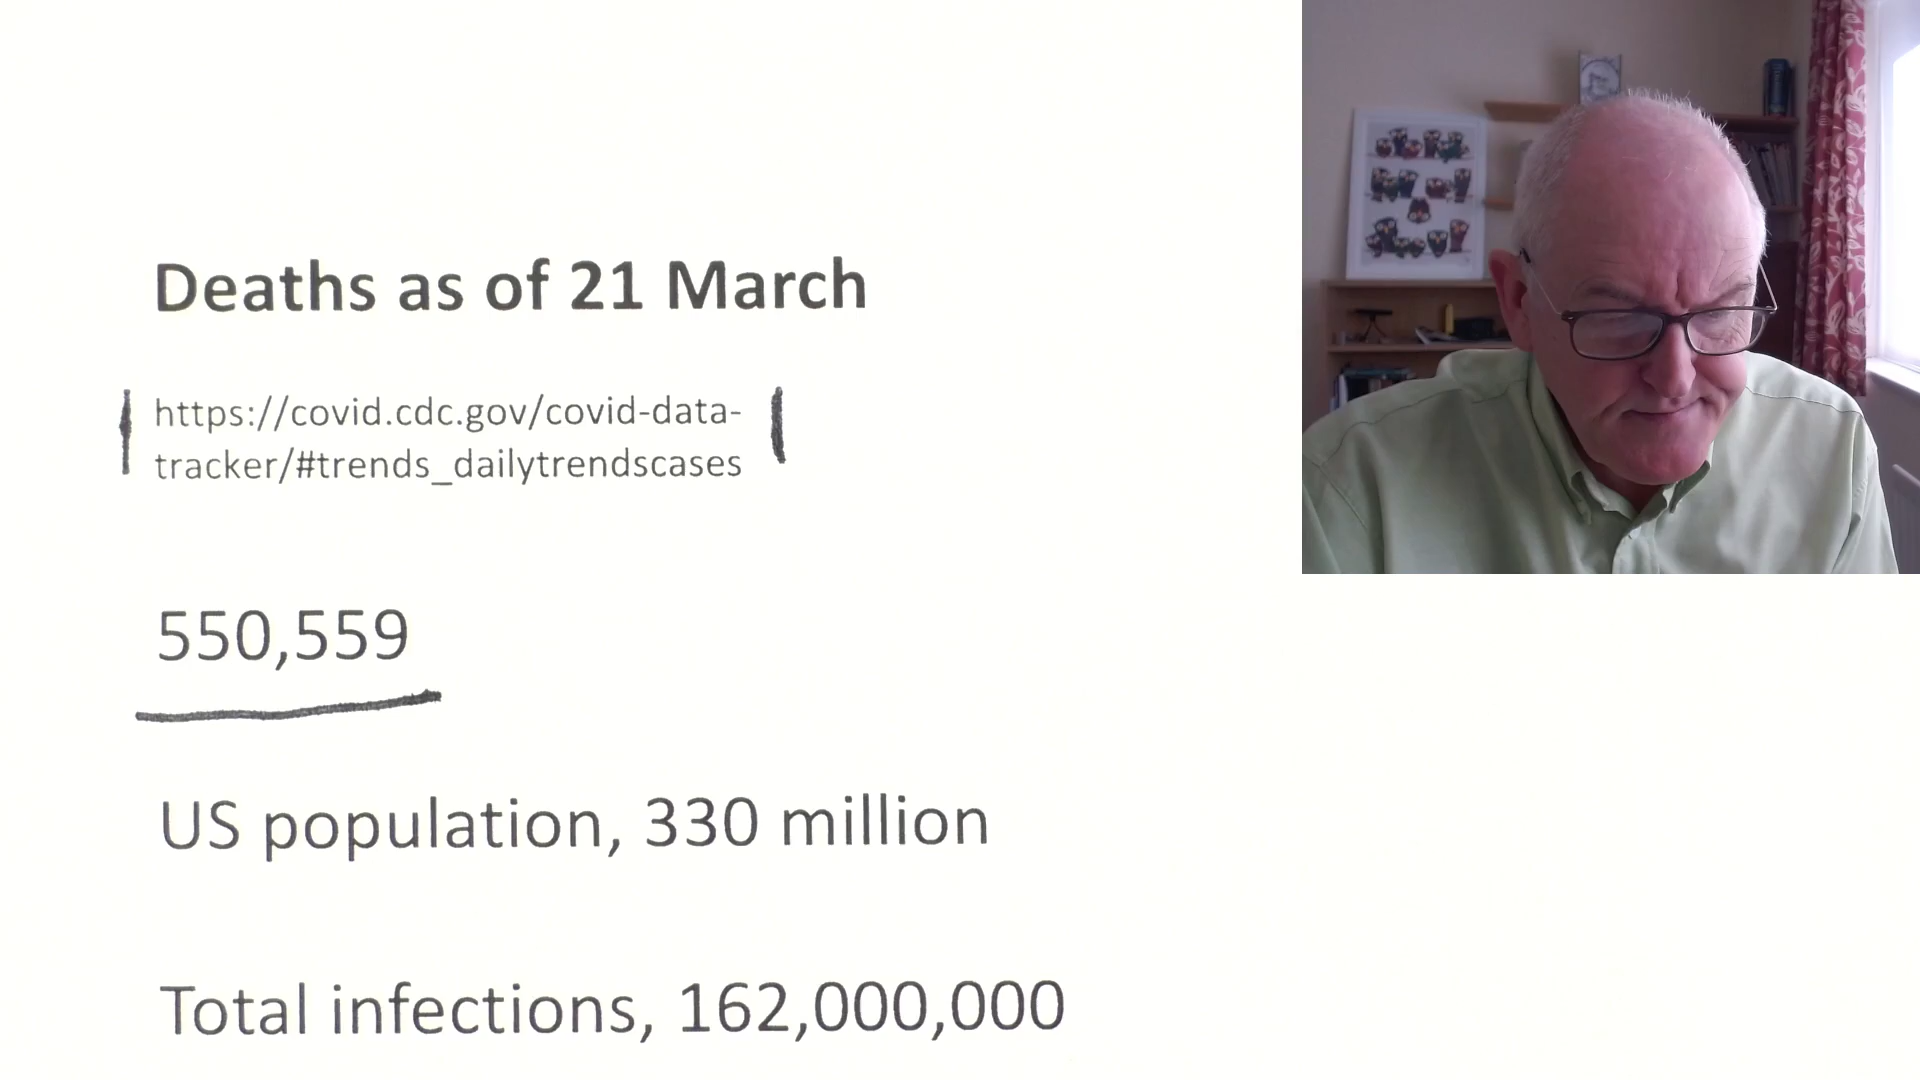 Deaths as of 21 March
https://covid.cdc.gov/covid-data-
tracker/#trends_dailytrendscases
550,559
US population, 330 million
Total infections, 162,000,000